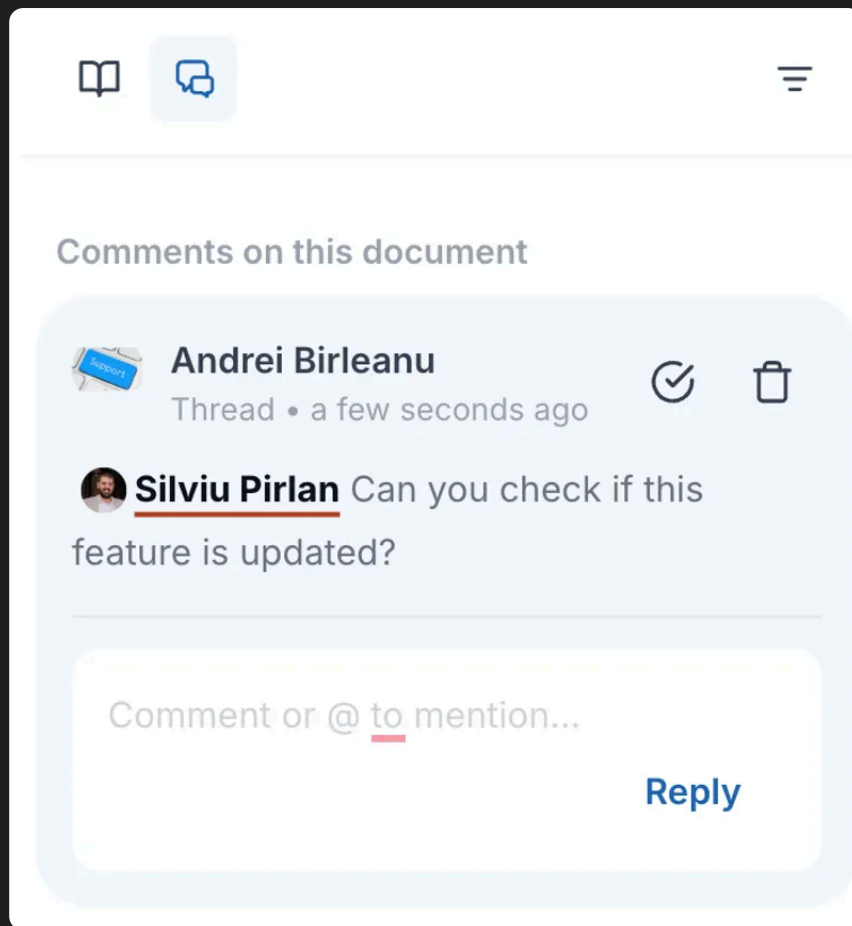 Comments on this document
Support
Andrei Birleanu
Thread • a few seconds ago
Silviu Pirlan Can you check if this
feature is updated?
Comment or @ to mention...
Reply